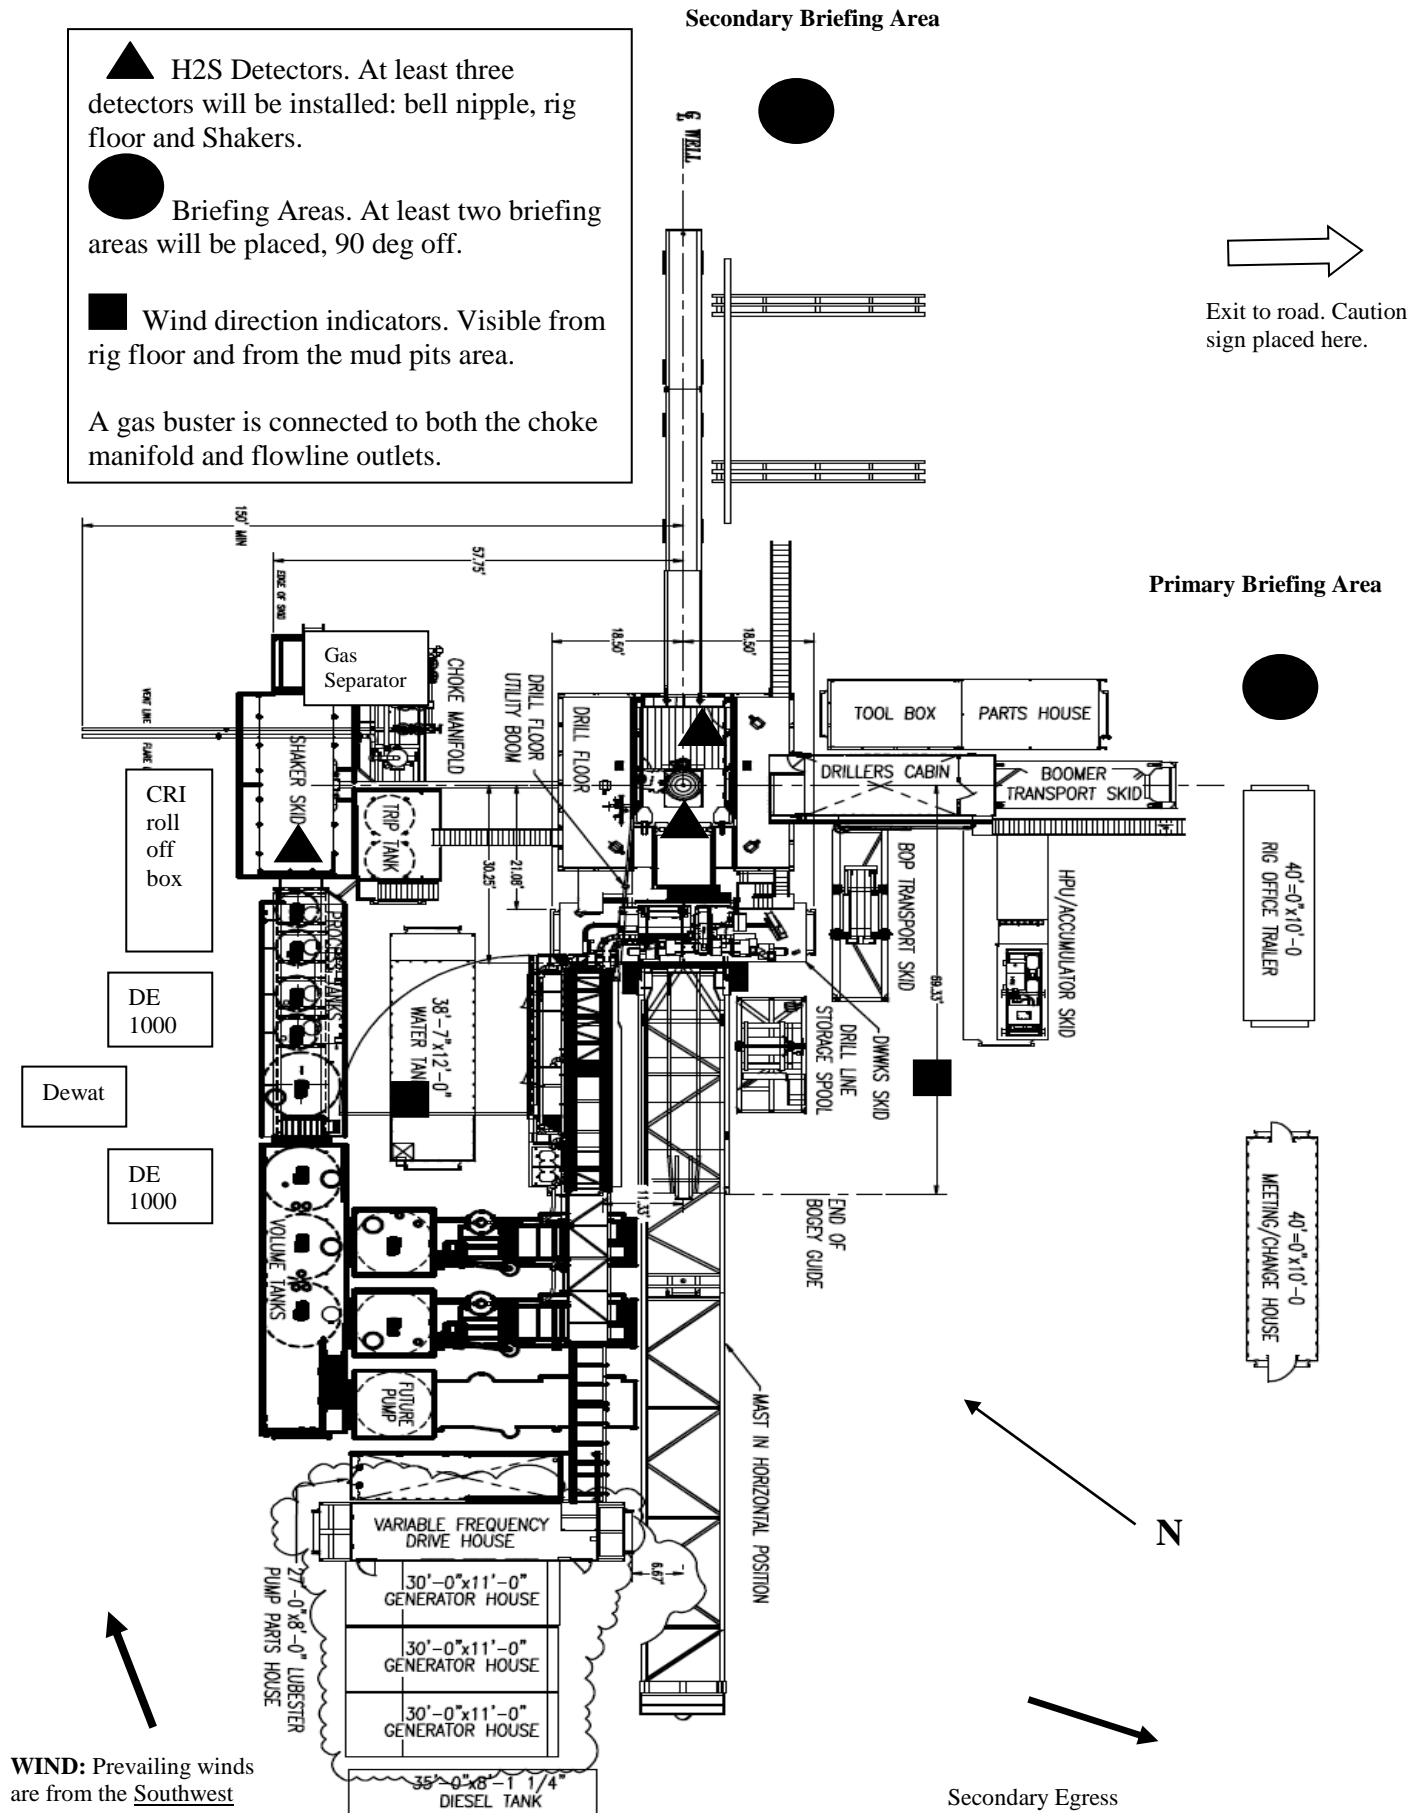 Secondary Briefing Area
H2S Detectors. At least three
detectors will be installed: bell nipple, rig
floor and Shakers.
Briefing Areas. At least two briefing
areas will be placed, 90 deg off.
Wind direction indicators. Visible from
rig floor and from the mud pits area.
A gas buster is connected to both the choke
manifold and flowline outlets.
℄ WELL
Exit to road. Caution
sign placed here.
150' MIN
57.75'
EDGE OF SKID
Primary Briefing Area
18.50'
18.50'
Gas
Separator
CHOKE MANIFOLD
DRILL FLOOR
UTILITY BOOM
DRILL FLOOR
TOOL BOX
PARTS HOUSE
VENT LINE
FLARE
SHAKER SKID
DRILLERS CABIN
BOOMER
TRANSPORT SKID
CRI
roll
off
box
TRIP TANK
30.25'
21.08'
BOP TRANSPORT SKID
HPU/ACCUMULATOR SKID
40'=0"x10'-0
RIG OFFICE TRAILER
PROCESS TANKS
DE
1000
38'-7"x12'-0"
WATER TAN
69.33'
DRILL LINE
STORAGE SPOOL
DWWKS SKID
Dewat
DE
1000
VOLUME TANKS
11.33'
END OF
BOGEY GUIDE
40'=0"x10'-0
MEETING/CHANGE HOUSE
FUTURE
PUMP
MAST IN HORIZONTAL POSITION
N
VARIABLE FREQUENCY
DRIVE HOUSE
27'-0"x8'-0" LUBESTER
PUMP PARTS HOUSE
6.67'
30'-0"x11'-0"
GENERATOR HOUSE
30'-0"x11'-0"
GENERATOR HOUSE
30'-0"x11'-0"
GENERATOR HOUSE
WIND: Prevailing winds
are from the Southwest
35'-0"x8'-1 1/4"
DIESEL TANK
Secondary Egress